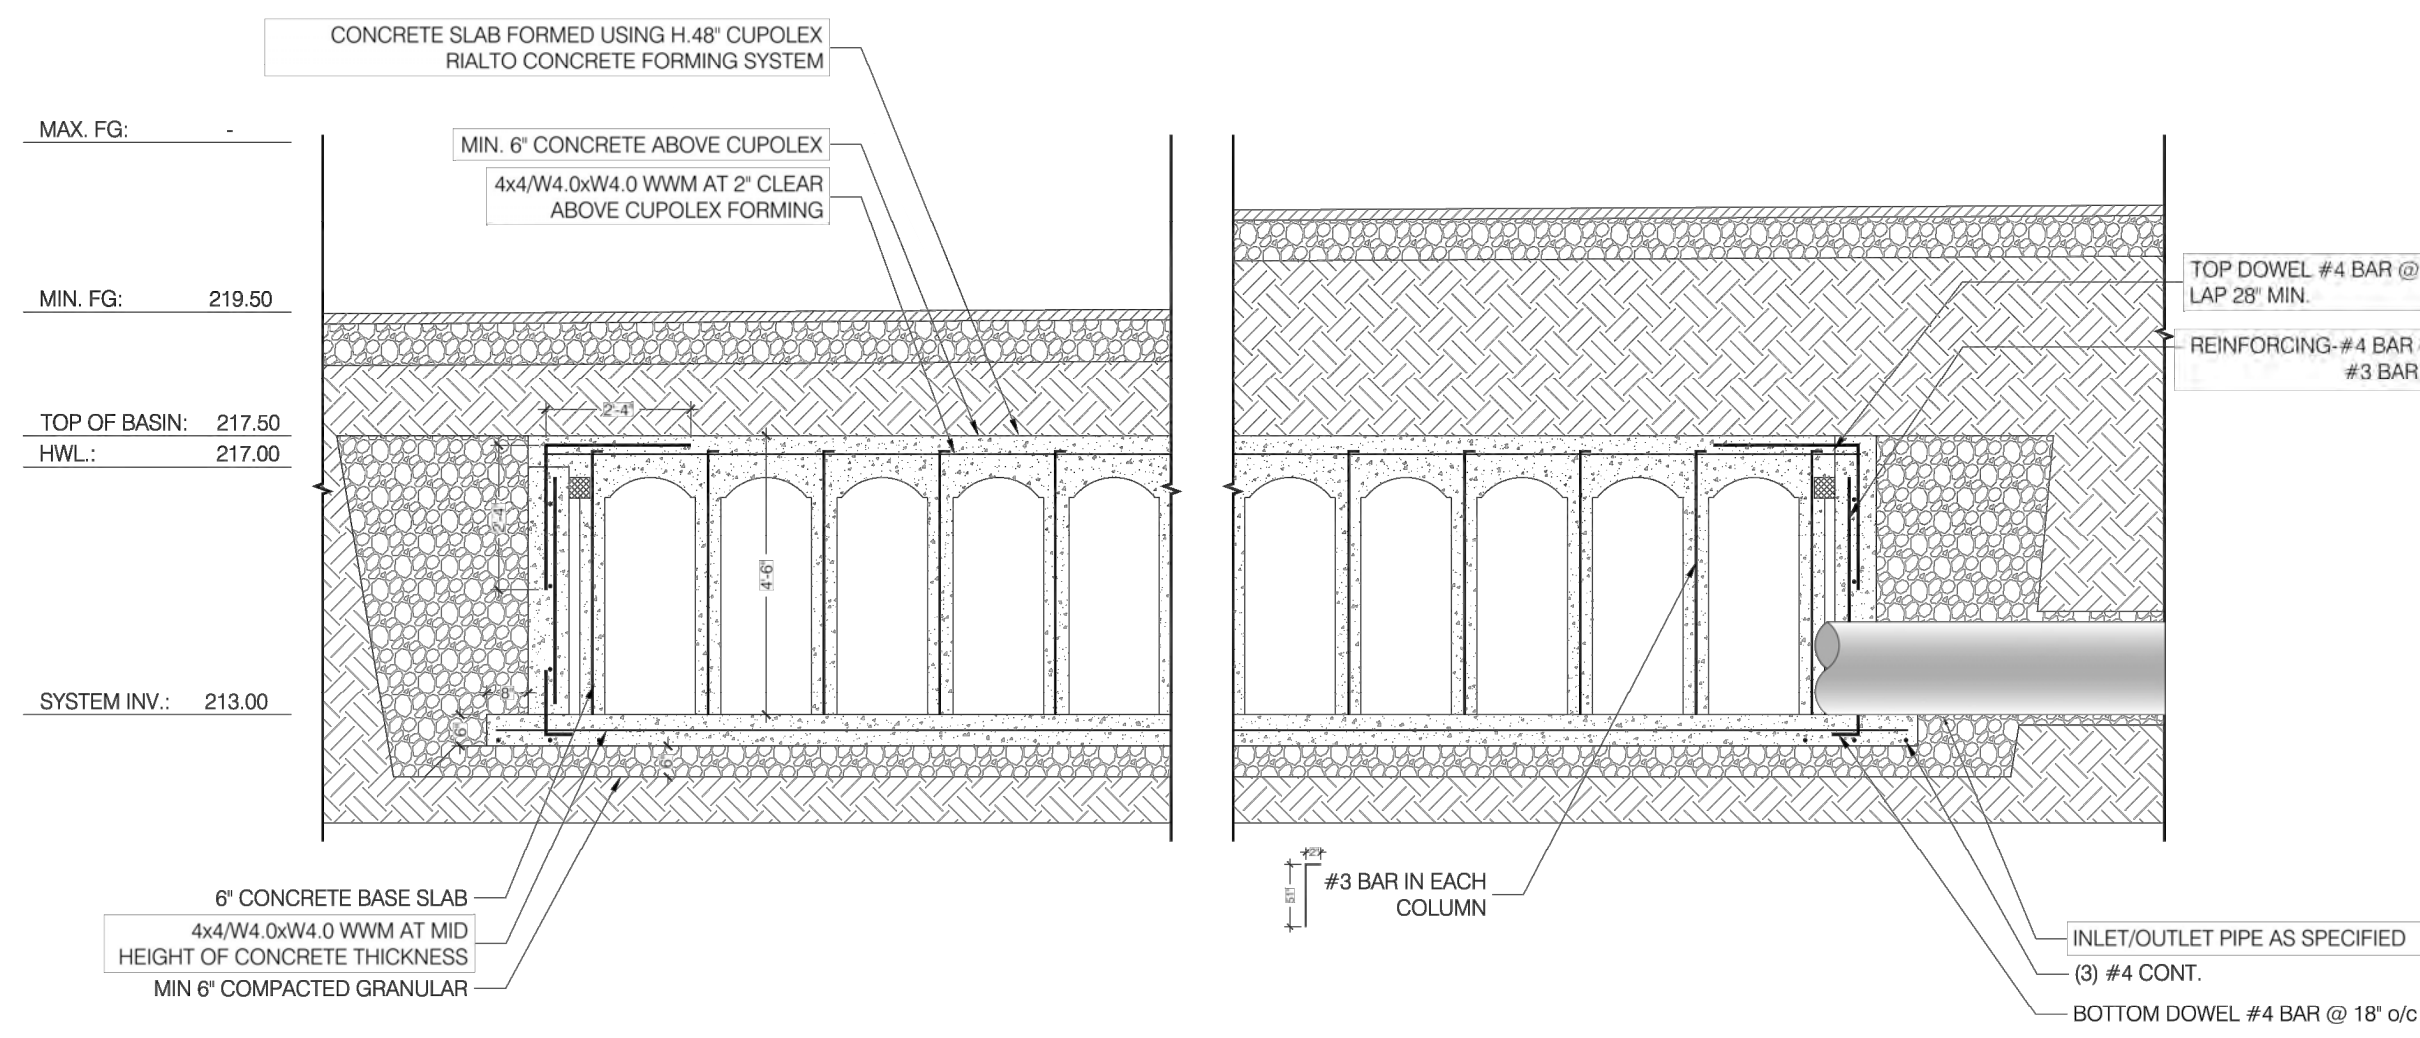 CONCRETE SLAB FORMED USING H.48" CUPOLEX
RIALTO CONCRETE FORMING SYSTEM
MAX. FG: -
MIN. 6" CONCRETE ABOVE CUPOLEX
4x4/W4.0xW4.0 WWM AT 2" CLEAR
ABOVE CUPOLEX FORMING
TOP DOWEL #4 BAR @
LAP 28" MIN.
MIN. FG: 219.50
REINFORCING-#4 BAR
#3 BAR
2'-4"
TOP OF BASIN: 217.50
HWL.: 217.00
2'-4"
4'-6"
SYSTEM INV.: 213.00
8"
6"
6"
2"
51"
#3 BAR IN EACH
COLUMN
6" CONCRETE BASE SLAB
4x4/W4.0xW4.0 WWM AT MID
HEIGHT OF CONCRETE THICKNESS
MIN 6" COMPACTED GRANULAR
INLET/OUTLET PIPE AS SPECIFIED
(3) #4 CONT.
BOTTOM DOWEL #4 BAR @ 18" o/c